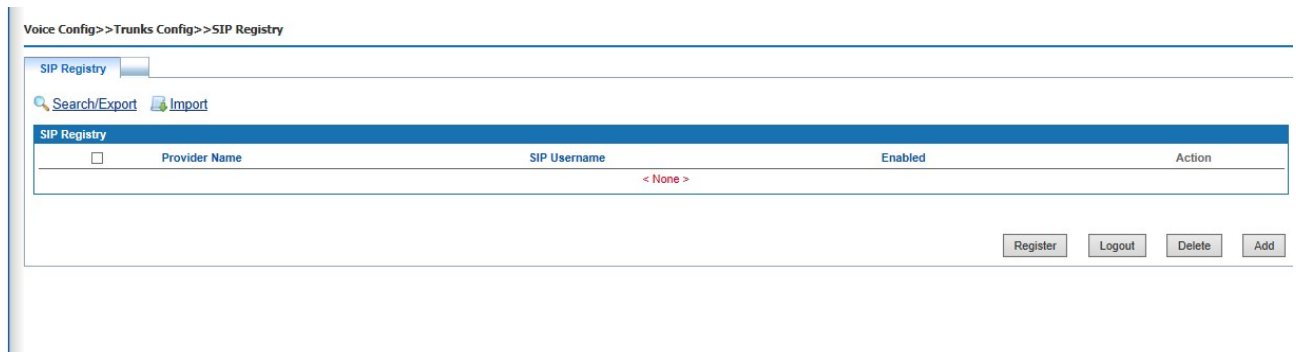 Voice Config>>Trunks Config>>SIP Registry
SIP Registry
Search/Export Import
SIP Registry
Provider Name SIP Username Enabled Action
< None >
Register Logout Delete Add